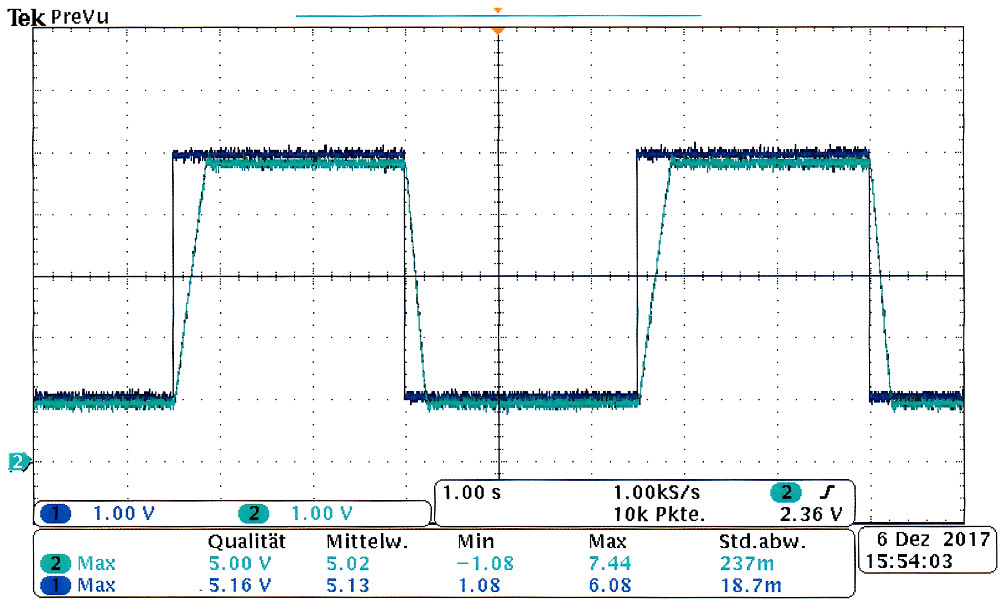 Tek PreVu
2
1 1.00 V 2 1.00 V
1.00 s 1.00kS/s 2
10k Pkte. 2.36 V
Qualität Mittelw. Min Max Std.abw.
2 Max 5.00 V 5.02 −1.08 7.44 237m
1 Max 5.16 V 5.13 1.08 6.08 18.7m
6 Dez 2017
15:54:03